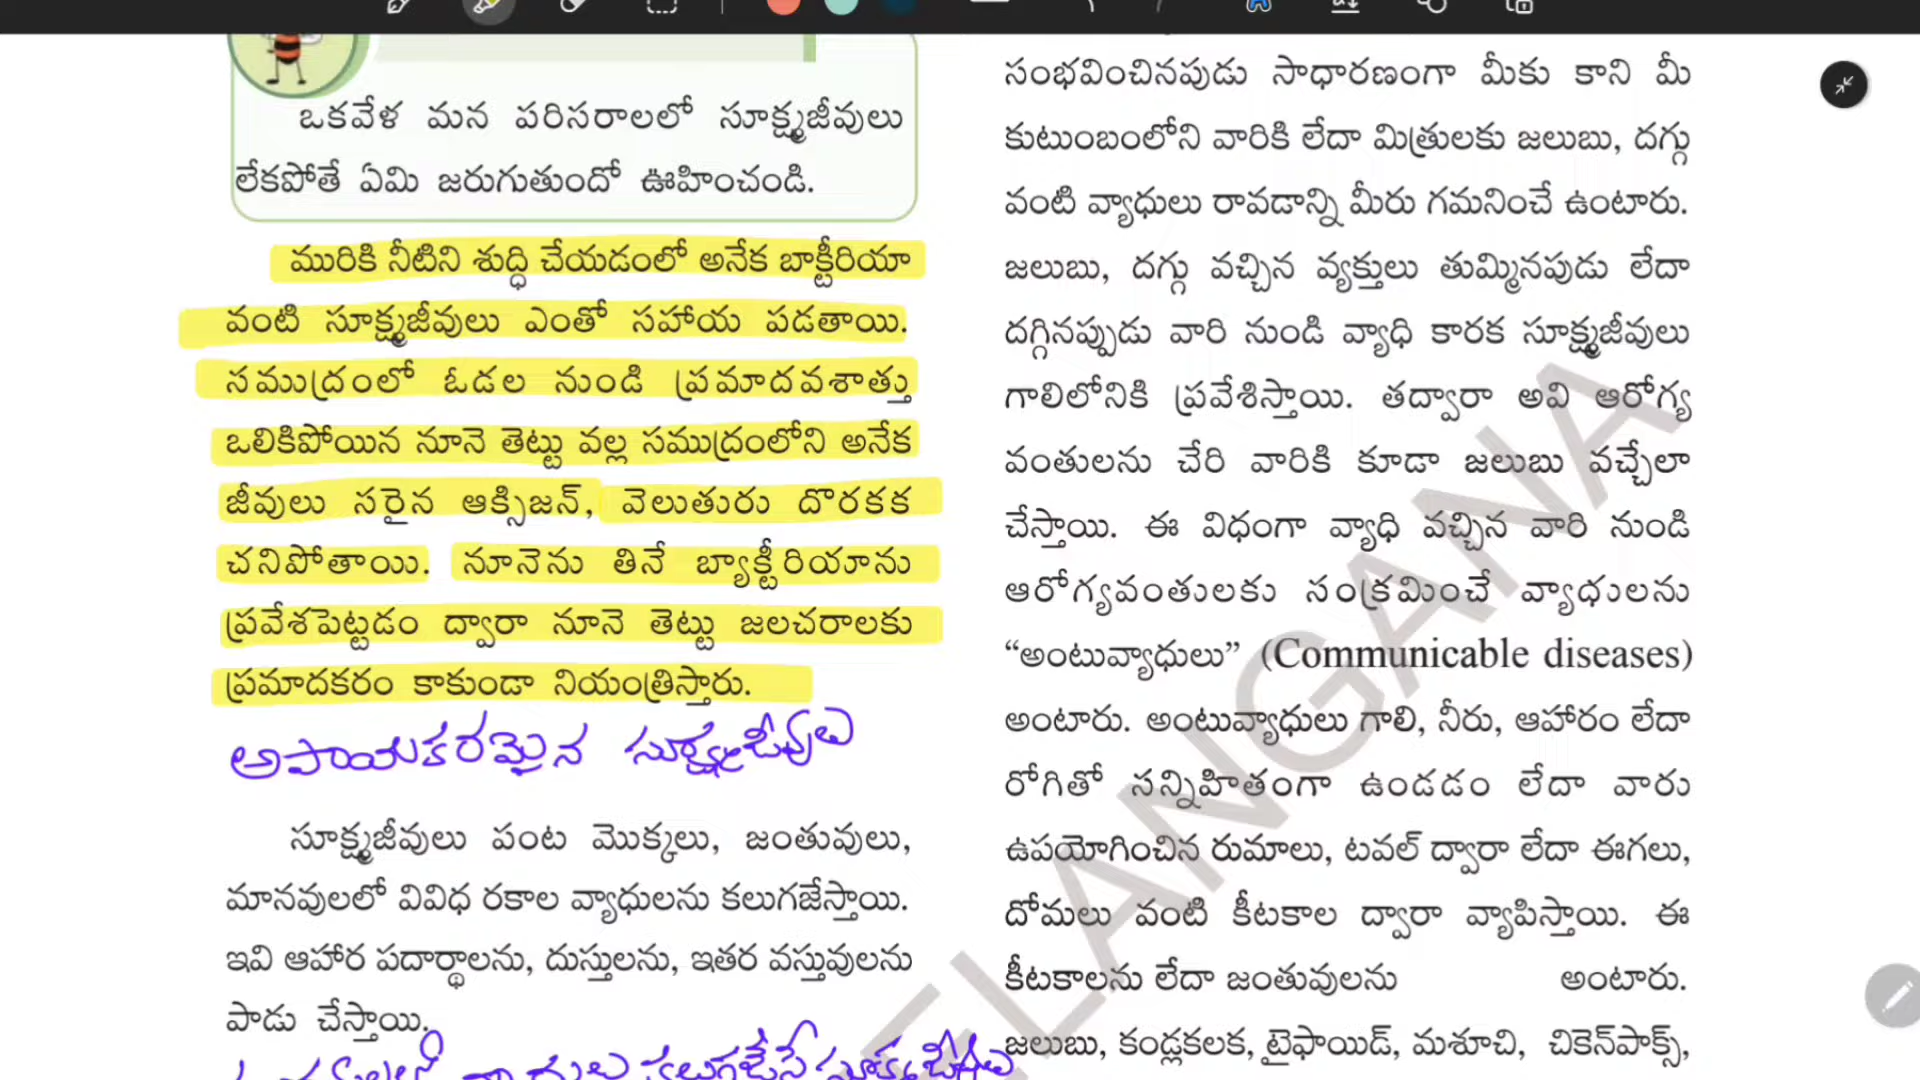 ఒకవేళ మన పరిసరాలలో సూక్ష్మజీవులు
లేకపోతే ఏమి జరుగుతుందో ఊహించండి.
మురికి నీటిని శుద్ధి చేయడంలో అనేక బాక్టీరియా
వంటి సూక్ష్మజీవులు ఎంతో సహాయ పడతాయి.
సముద్రంలో ఓడల నుండి ప్రమాదవశాత్తు
ఒలికిపోయిన నూనె తెట్టు వల్ల సముద్రంలోని అనేక
జీవులు సరైన ఆక్సిజన్, వెలుతురు దొరకక
చనిపోతాయి. నూనెను తినే బ్యాక్టీరియాను
ప్రవేశపెట్టడం ద్వారా నూనె తెట్టు జలచరాలకు
ప్రమాదకరం కాకుండా నియంత్రిస్తారు.
అపాయకరమైన సూక్ష్మజీవులు
సూక్ష్మజీవులు పంట మొక్కలు, జంతువులు,
మానవులలో వివిధ రకాల వ్యాధులను కలుగజేస్తాయి.
ఇవి ఆహార పదార్థాలను, దుస్తులను, ఇతర వస్తువులను
పాడు చేస్తాయి.
వ్యాధులు కలుగజేసే సూక్ష్మజీవులు
సంభవించినపుడు సాధారణంగా మీకు కాని మీ
కుటుంబంలోని వారికి లేదా మిత్రులకు జలుబు, దగ్గు
వంటి వ్యాధులు రావడాన్ని మీరు గమనించే ఉంటారు.
జలుబు, దగ్గు వచ్చిన వ్యక్తులు తుమ్మినపుడు లేదా
దగ్గినప్పుడు వారి నుండి వ్యాధి కారక సూక్ష్మజీవులు
గాలిలోనికి ప్రవేశిస్తాయి. తద్వారా అవి ఆరోగ్య
వంతులను చేరి వారికి కూడా జలుబు వచ్చేలా
చేస్తాయి. ఈ విధంగా వ్యాధి వచ్చిన వారి నుండి
ఆరోగ్యవంతులకు సంక్రమించే వ్యాధులను
“అంటువ్యాధులు” (Communicable diseases)
అంటారు. అంటువ్యాధులు గాలి, నీరు, ఆహారం లేదా
రోగితో సన్నిహితంగా ఉండడం లేదా వారు
ఉపయోగించిన రుమాలు, టవల్ ద్వారా లేదా ఈగలు,
దోమలు వంటి కీటకాల ద్వారా వ్యాపిస్తాయి. ఈ
కీటకాలను లేదా జంతువులను అంటారు.
జలుబు, కండ్లకలక, టైఫాయిడ్, మశూచి, చికెన్‌పాక్స్,
ELANGANA